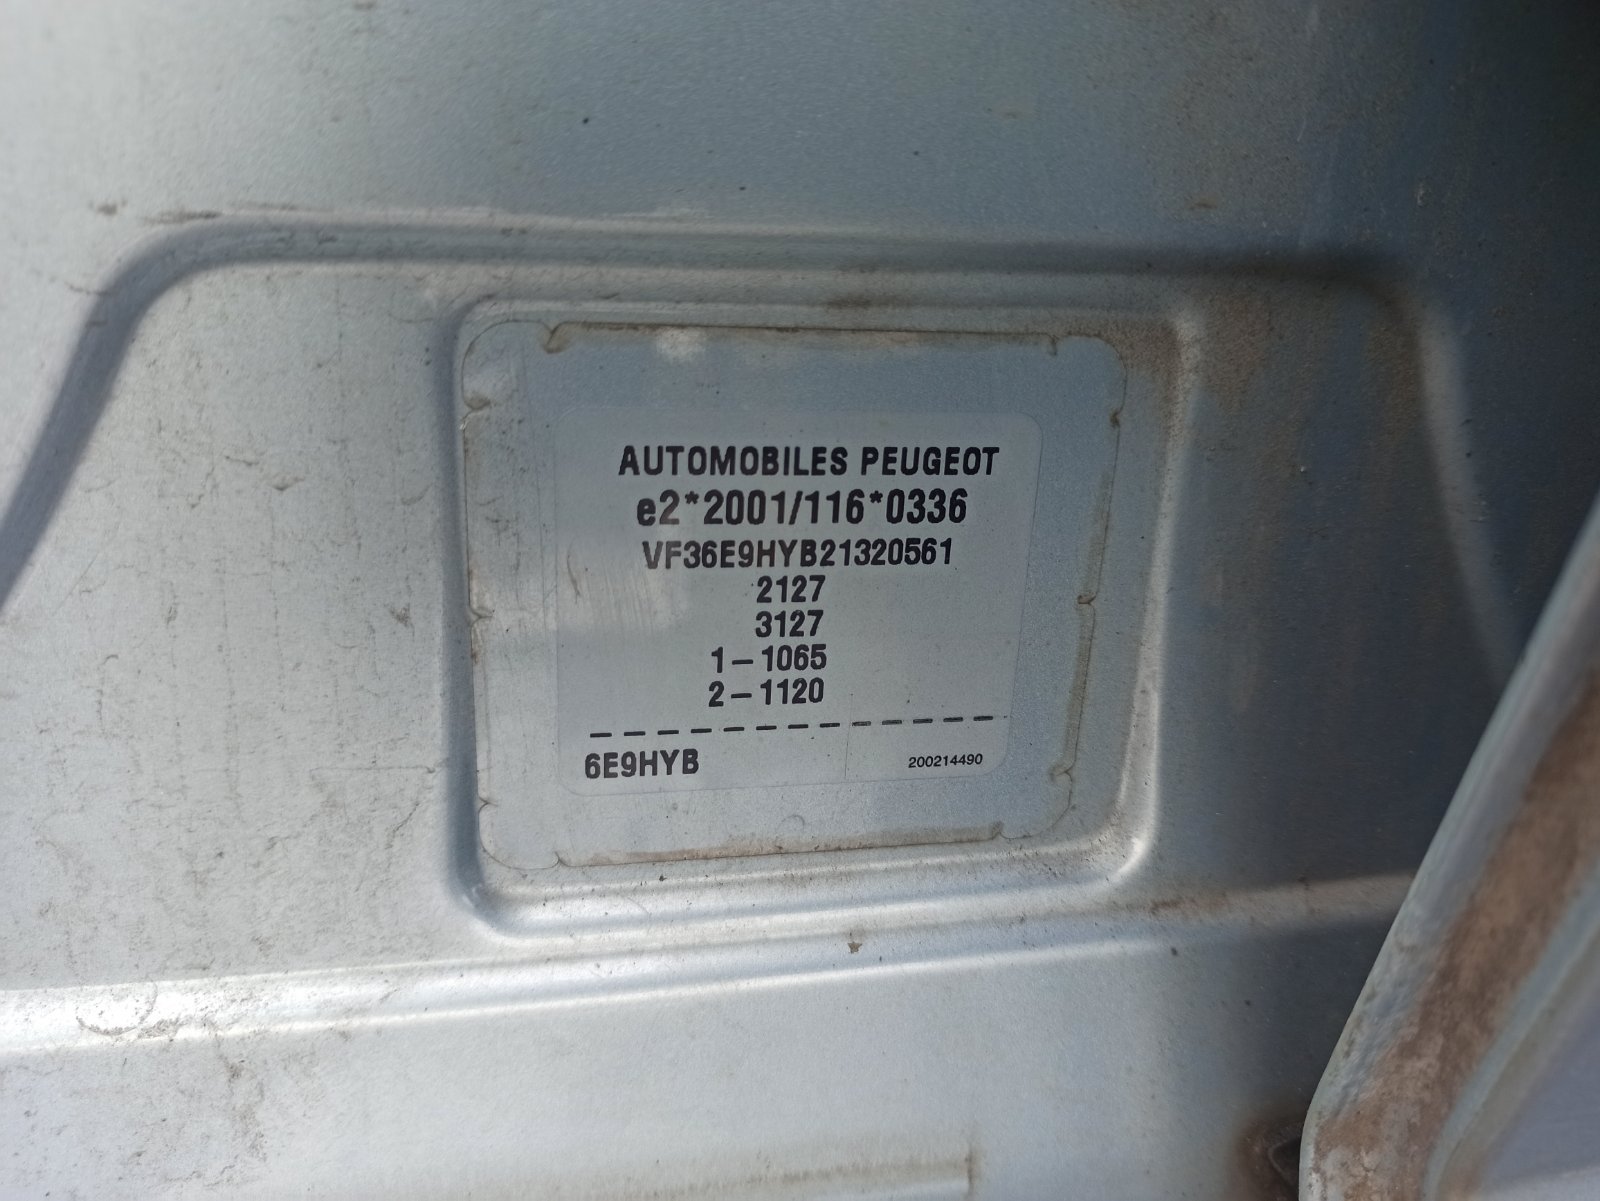 AUTOMOBILES PEUGEOT
e2*2001/116*0336
VF36E9HYB21320561
2127
3127
1-1065
2-1120
6E9HYB 200214490